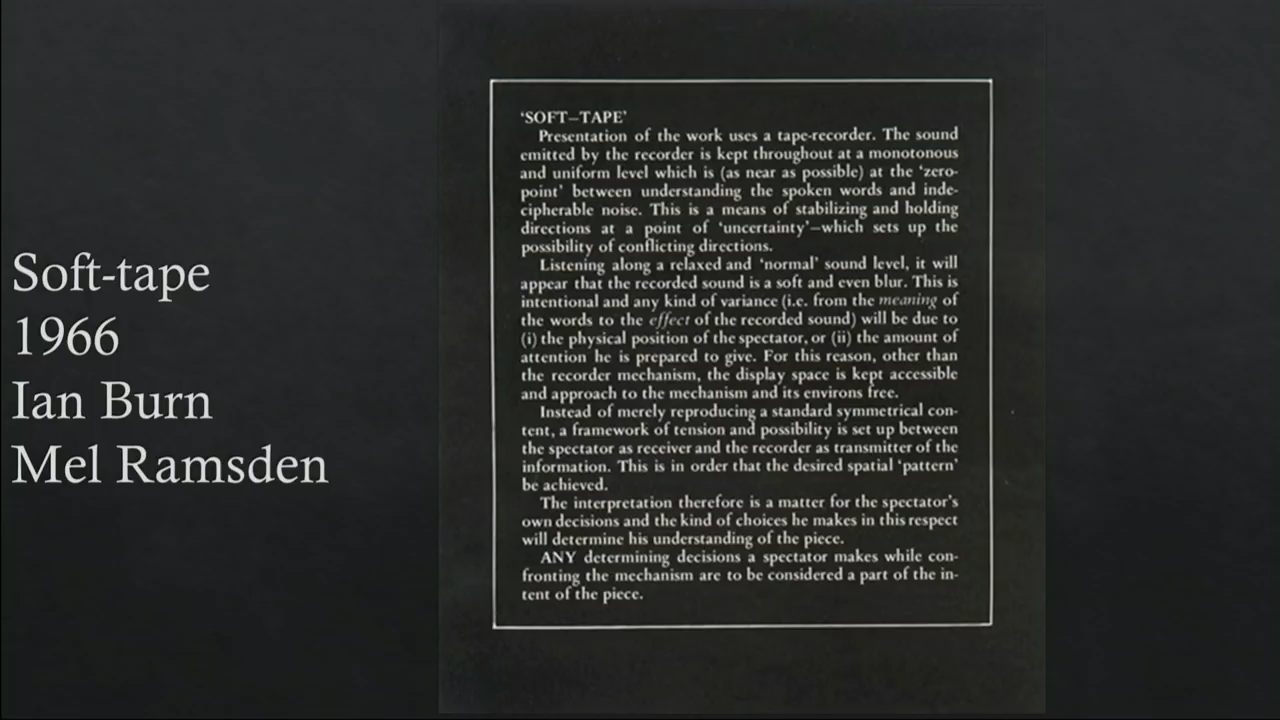 Soft-tape
1966
Ian Burn
Mel Ramsden
‘SOFT–TAPE’
Presentation of the work uses a tape-recorder. The sound
emitted by the recorder is kept throughout at a monotonous
and uniform level which is (as near as possible) at the ‘zero-
point’ between understanding the spoken words and inde-
cipherable noise. This is a means of stabilizing and holding
directions at a point of ‘uncertainty’–which sets up the
possibility of conflicting directions.
Listening along a relaxed and ‘normal’ sound level, it will
appear that the recorded sound is a soft and even blur. This is
intentional and any kind of variance (i.e. from the meaning of
the words to the effect of the recorded sound) will be due to
(i) the physical position of the spectator, or (ii) the amount of
attention he is prepared to give. For this reason, other than
the recorder mechanism, the display space is kept accessible
and approach to the mechanism and its environs free.
Instead of merely reproducing a standard symmetrical con-
tent, a framework of tension and possibility is set up between
the spectator as receiver and the recorder as transmitter of the
information. This is in order that the desired spatial ‘pattern’
be achieved.
The interpretation therefore is a matter for the spectator’s
own decisions and the kind of choices he makes in this respect
will determine his understanding of the piece.
ANY determining decisions a spectator makes while con-
fronting the mechanism are to be considered a part of the in-
tent of the piece.